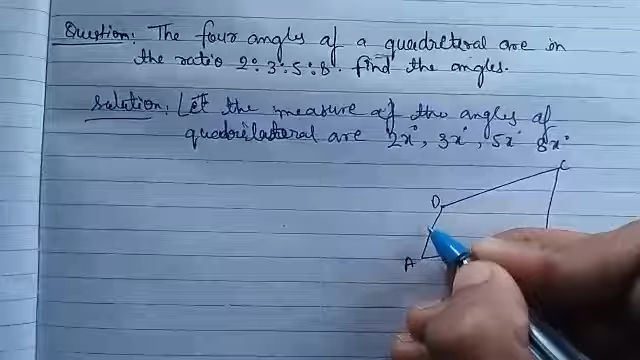 Question: The four angles of a quadreteral are in
the ratio 2:3:5:8. find the angles.
Solution: Let the measure of the angles of
quadrilateral are 2x°, 3x°, 5x° 8x°
D
C
A